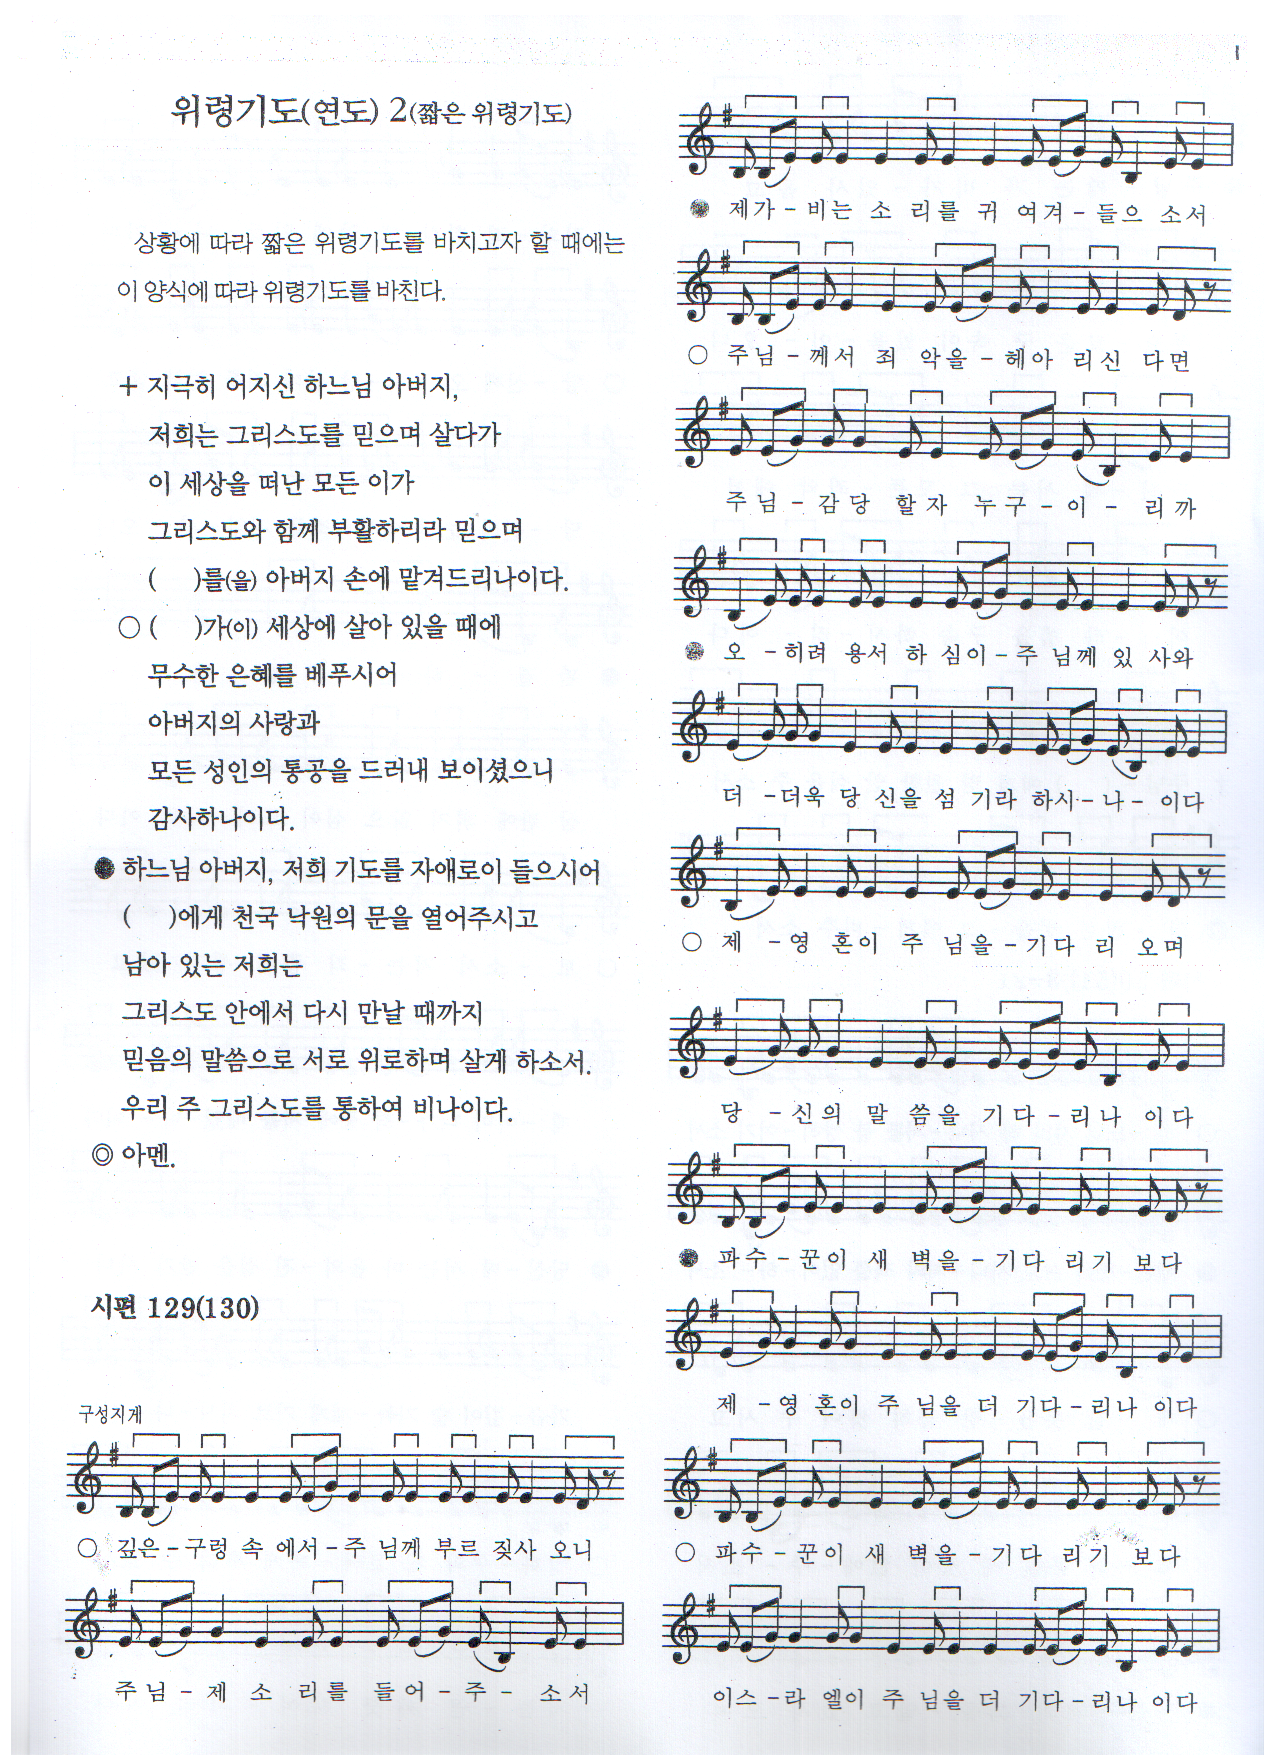 1
위령기도(연도) 2(짧은 위령기도)
상황에 따라 짧은 위령기도를 바치고자 할 때에는
이 양식에 따라 위령기도를 바친다.
+ 지극히 어지신 하느님 아버지,
저희는 그리스도를 믿으며 살다가
이 세상을 떠난 모든 이가
그리스도와 함께 부활하리라 믿으며
(    )를(을) 아버지 손에 맡겨드리나이다.
○ (    )가(이) 세상에 살아 있을 때에
무수한 은혜를 베푸시어
아버지의 사랑과
모든 성인의 통공을 드러내 보이셨으니
감사하나이다.
● 하느님 아버지, 저희 기도를 자애로이 들으시어
(    )에게 천국 낙원의 문을 열어주시고
남아 있는 저희는
그리스도 안에서 다시 만날 때까지
믿음의 말씀으로 서로 위로하며 살게 하소서.
우리 주 그리스도를 통하여 비나이다.
◎ 아멘.
시편 129(130)
구성지게
○ 깊은 - 구렁 속 에서 - 주 님께 부르 짖사 오니
주 님 - 제 소 리를 들어 - 주 - 소서
● 제가 - 비는 소 리를 귀 여겨 - 들으 소서
○ 주님 - 께서 죄 악을 - 헤아 리신 다면
주 님 - 감당 할 자 누구 - 이 - 리까
● 오 - 히려 용서 하 심이 - 주 님께 있 사와
더 - 더욱 당 신을 섬 기라 하시 - 나 - 이다
○ 제 - 영 혼이 주 님을 - 기다 리 오며
당 - 신의 말 씀을 기 다 - 리나 이다
● 파수 - 꾼이 새 벽을 - 기다 리기 보다
제 - 영 혼이 주 님을 더 기다 - 리나 이다
○ 파수 - 꾼이 새 벽을 - 기다 리기 보다
이스 - 라 엘이 주 님을 더 기다 - 리나 이다